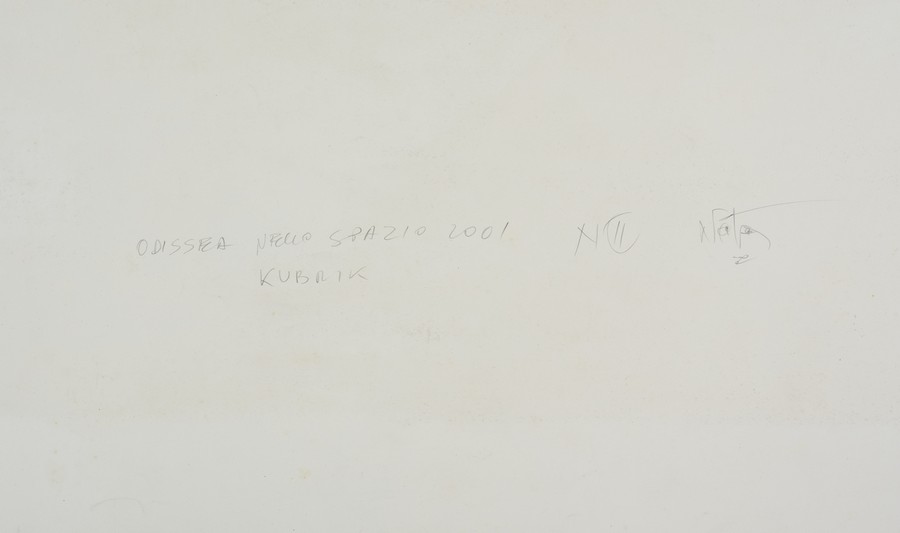 ODISSEA NELLO SPAZIO 2001
KUBRIK